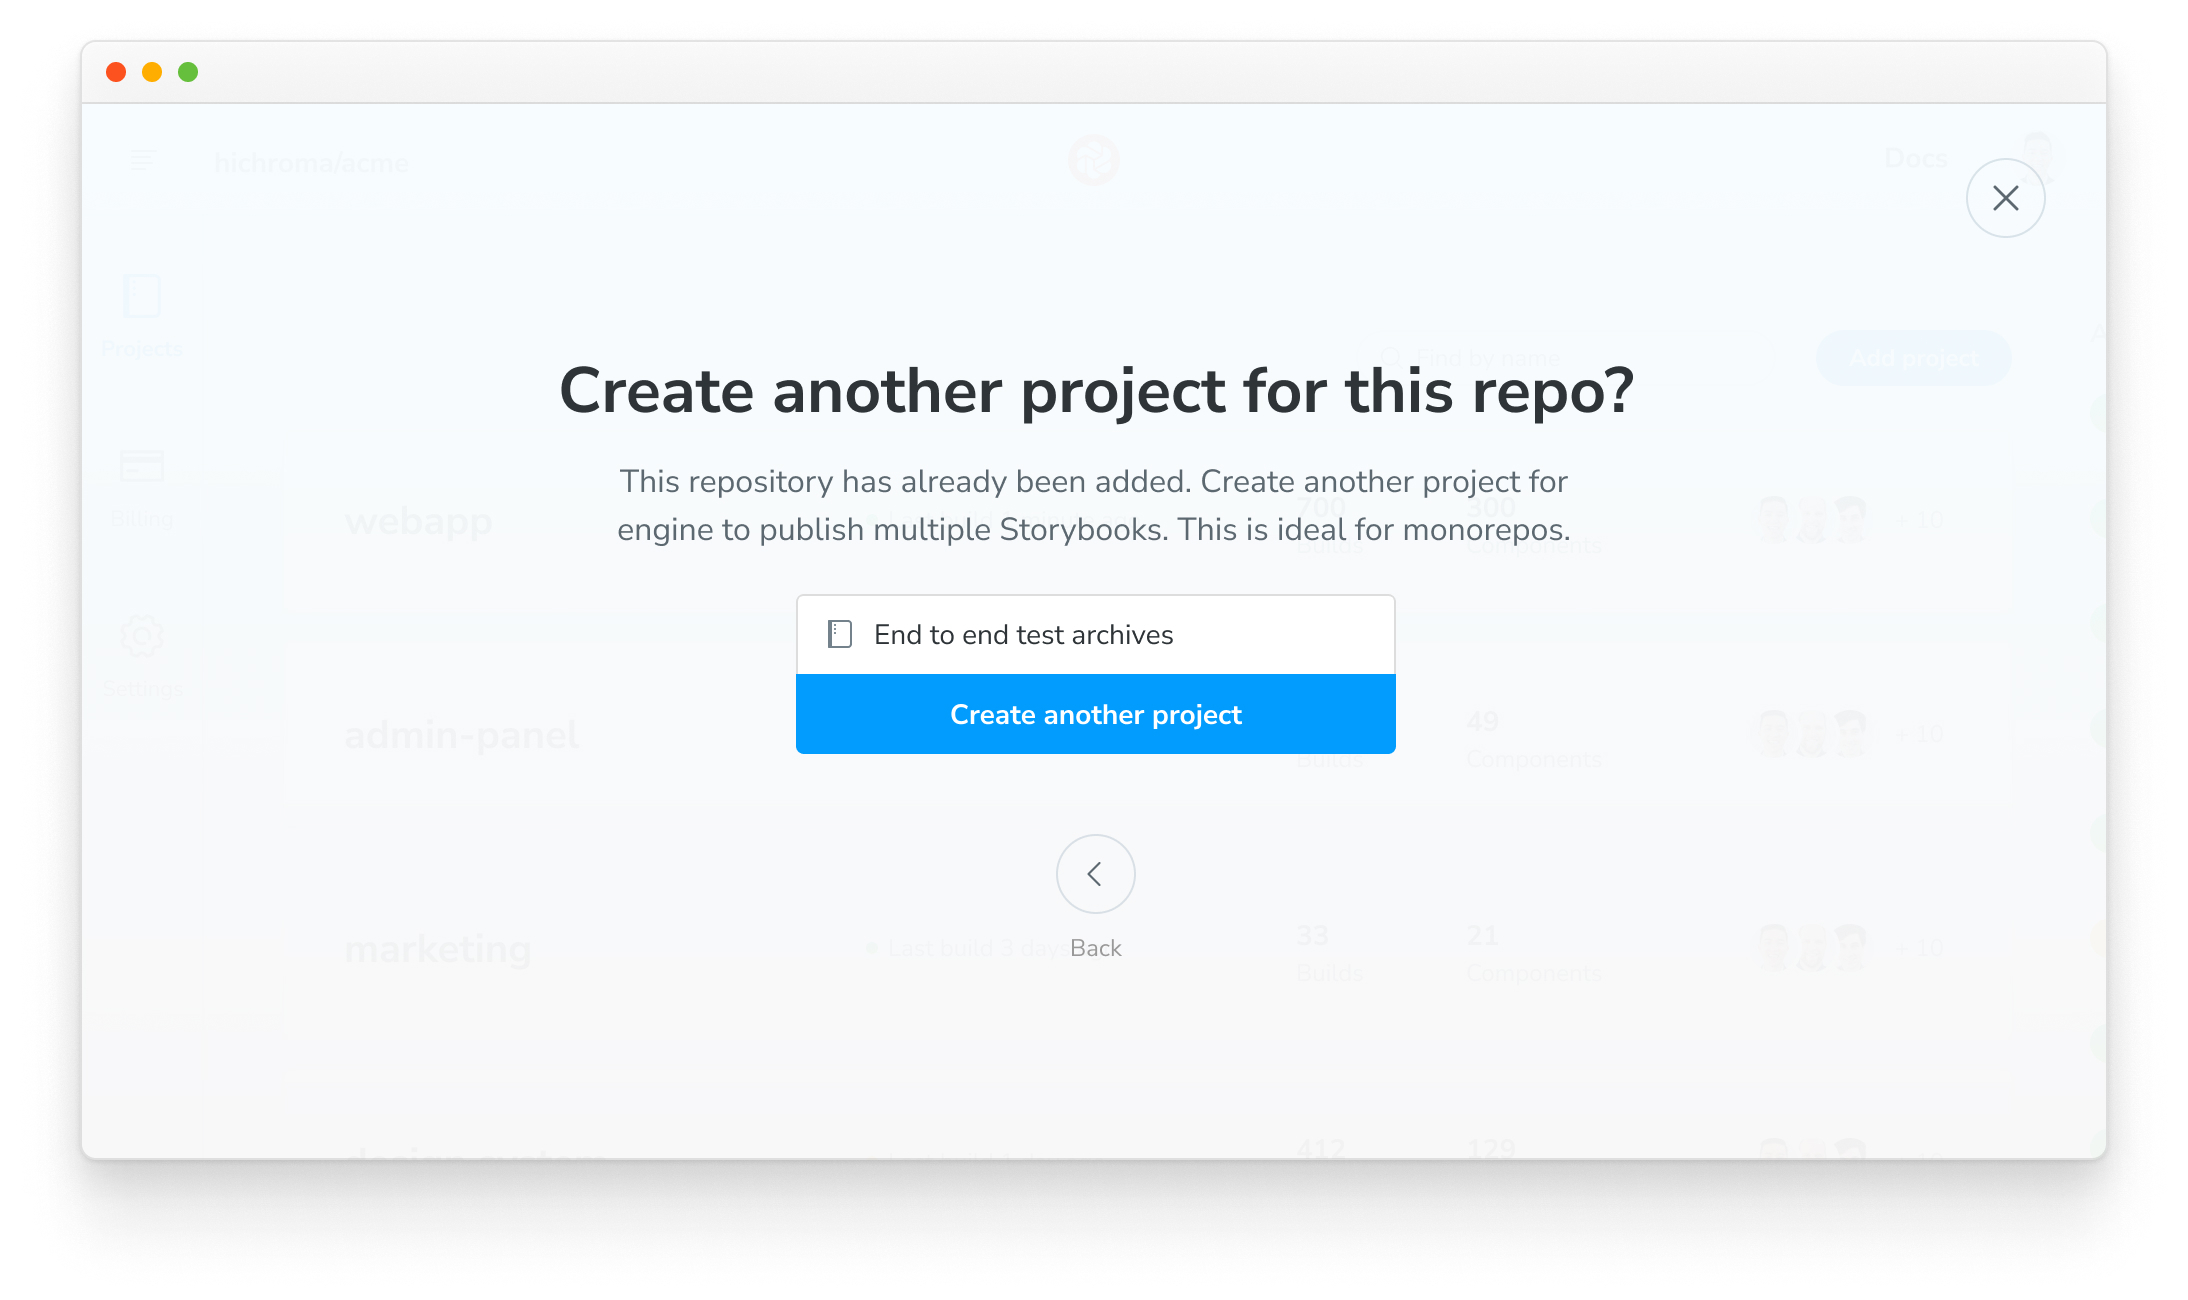 hichroma/acme
Docs
Projects
Find by name
Add project
Create another project for this repo?
This repository has already been added. Create another project for
engine to publish multiple Storybooks. This is ideal for monorepos.
Billing
webapp
700
Builds
300
Components
+ 10
End to end test archives
Create another project
Settings
admin-panel
Builds
49
Components
+ 10
Back
marketing
Last build 3 days
33
Builds
21
Components
+ 10
412
129